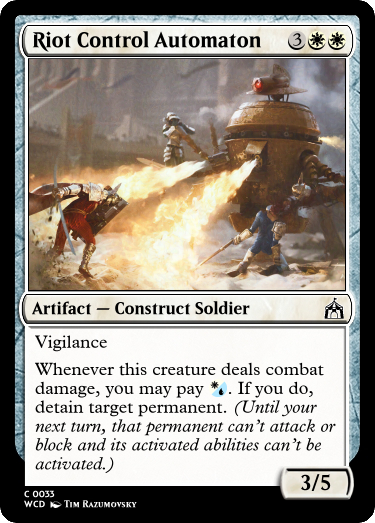 Riot Control Automaton 3
Artifact — Construct Soldier
Vigilance
Whenever this creature deals combat
damage, you may pay . If you do,
detain target permanent. (Until your
next turn, that permanent can't attack or
block and its activated abilities can't be
activated.)
3/5
C 0033
WCD Tim Razumovsky